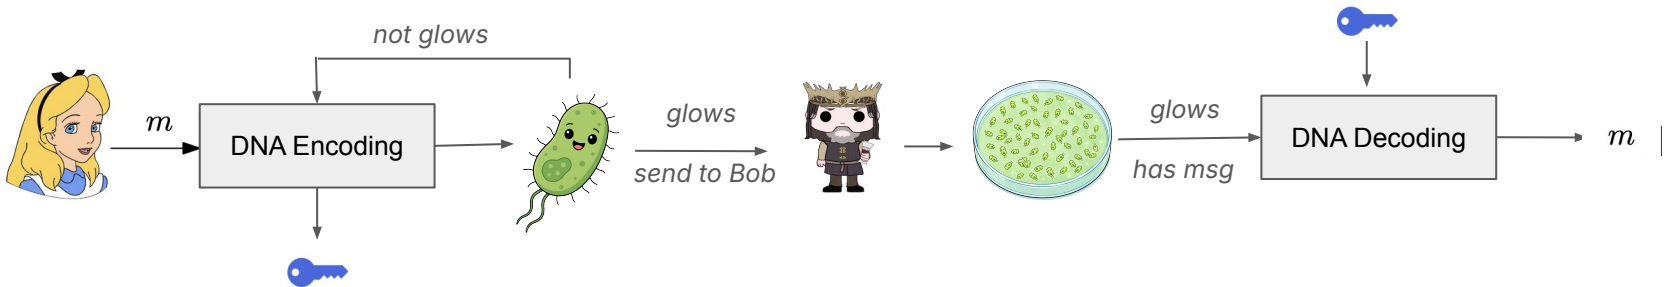 not glows
m
DNA Encoding
glows
send to Bob
glows
has msg
DNA Decoding
m